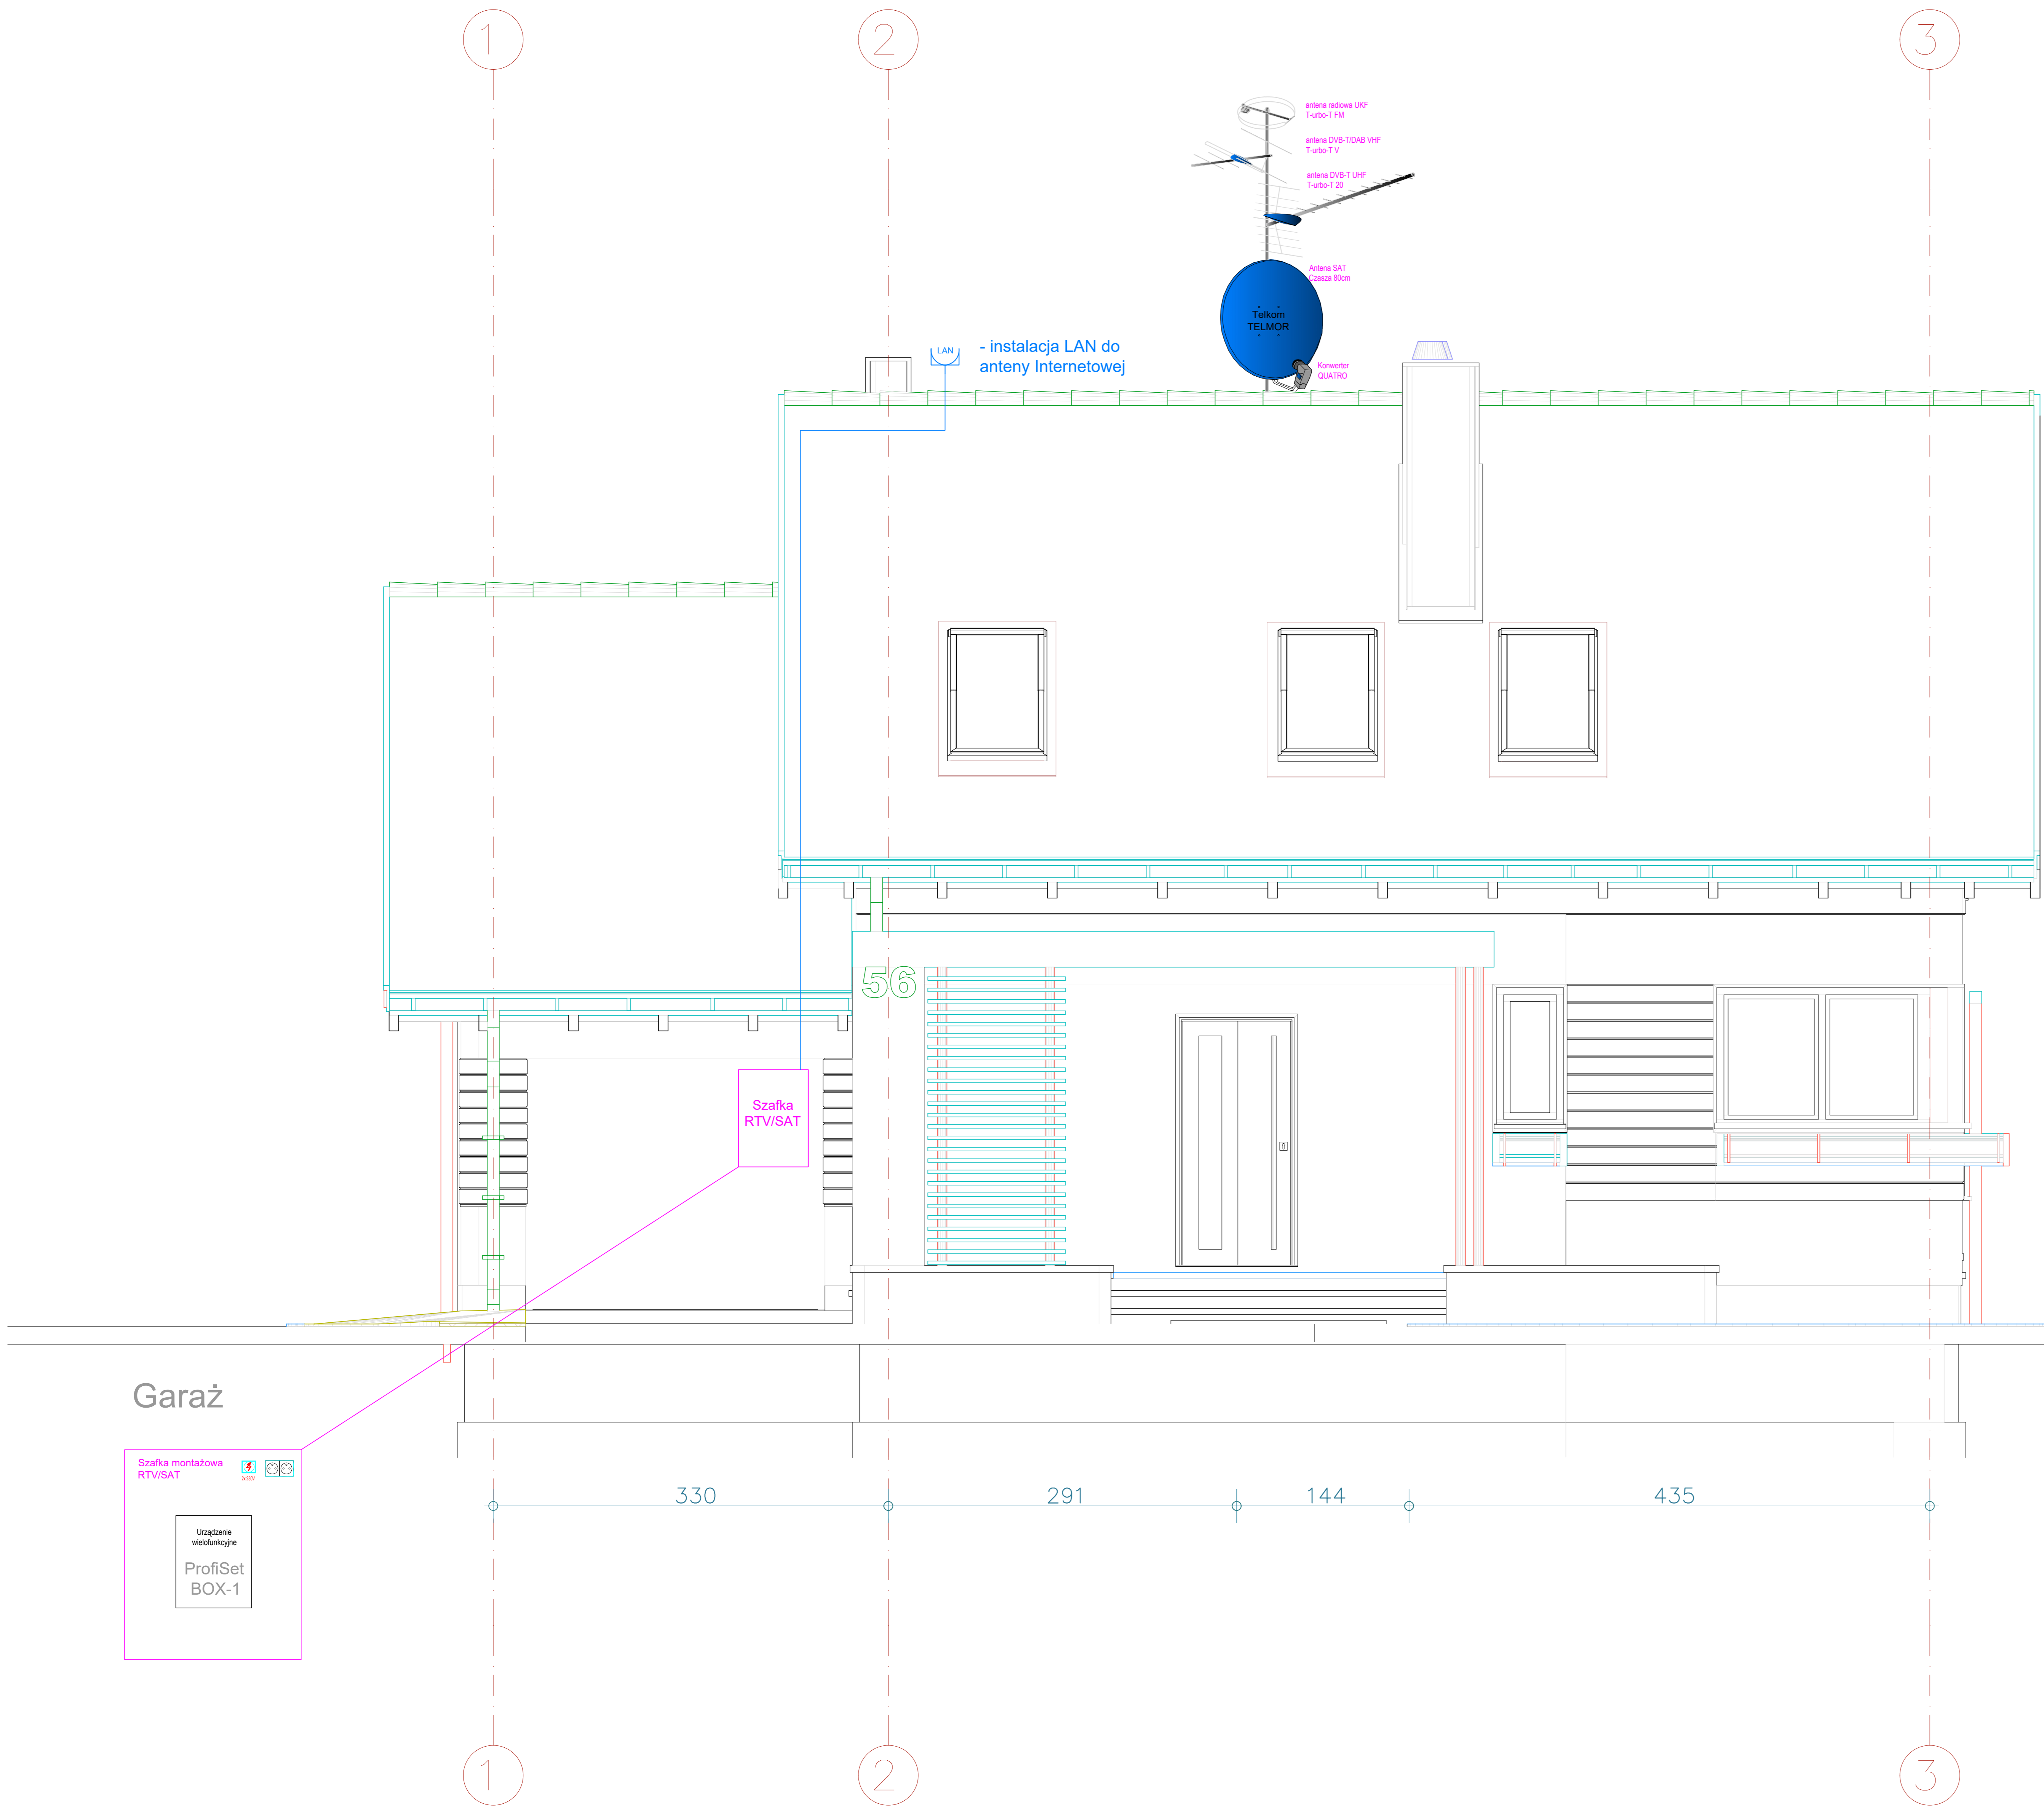 1
2
3
antena radiowa UKF
T-urbo-T FM
antena DVB-T/DAB VHF
T-urbo-T V
antena DVB-T UHF
T-urbo-T 20
Antena SAT
Czasza 80cm
Telkom
TELMOR
Konwerter
QUATRO
LAN
- instalacja LAN do
anteny Internetowej
56
Szafka
RTV/SAT
Garaż
Szafka montażowa
RTV/SAT
2x 230V
Urządzenie
wielofunkcyjne
ProfiSet
BOX-1
330
291
144
435
1
2
3